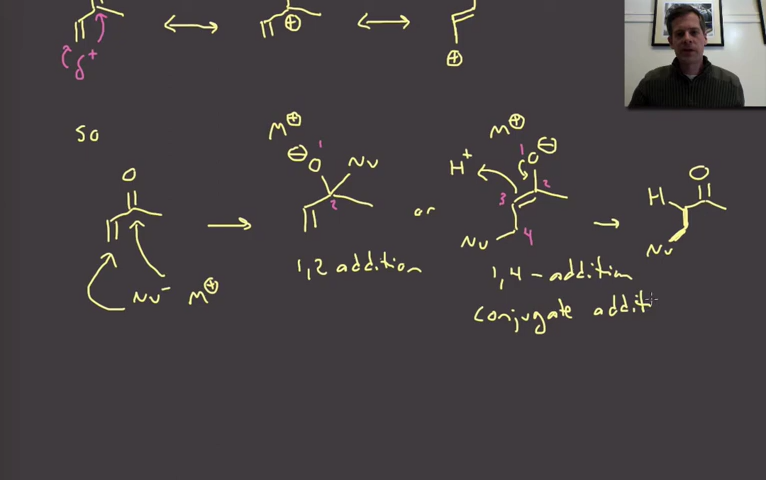 δ+
⊕
⊕
so
O
Nu⁻ M⊕
M⊕
⊖ O 1 Nu
2
1,2 addition
or
M⊕
H+ 1 O ⊖
2
3
Nu 4
1,4 - addition
conjugate additi
O
H
Nu